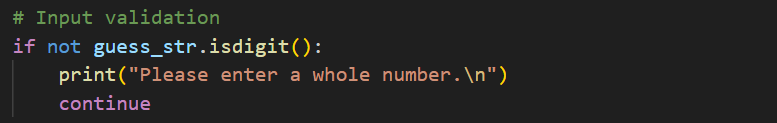 # Input validation
if not guess_str.isdigit():
    print("Please enter a whole number.\n")
    continue